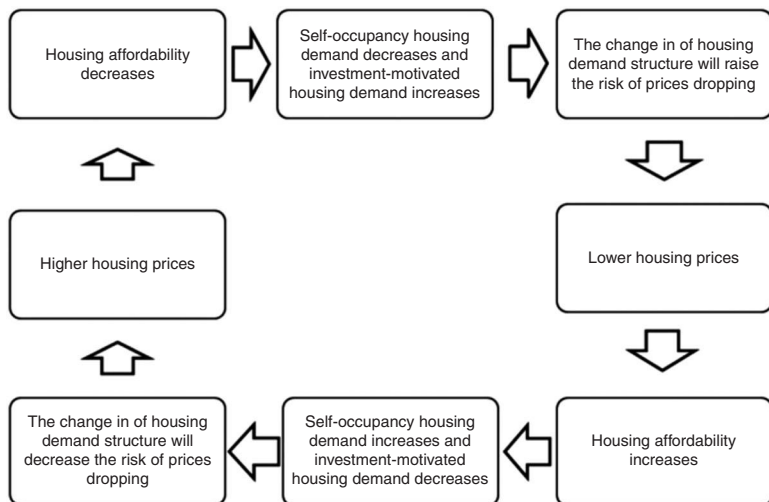 Housing affordability
decreases
Self-occupancy housing
demand decreases and
investment-motivated
housing demand increases
The change in of housing
demand structure will raise
the risk of prices dropping
Higher housing prices
Lower housing prices
The change in of housing
demand structure will
decrease the risk of prices
dropping
Self-occupancy housing
demand increases and
investment-motivated
housing demand decreases
Housing affordability
increases